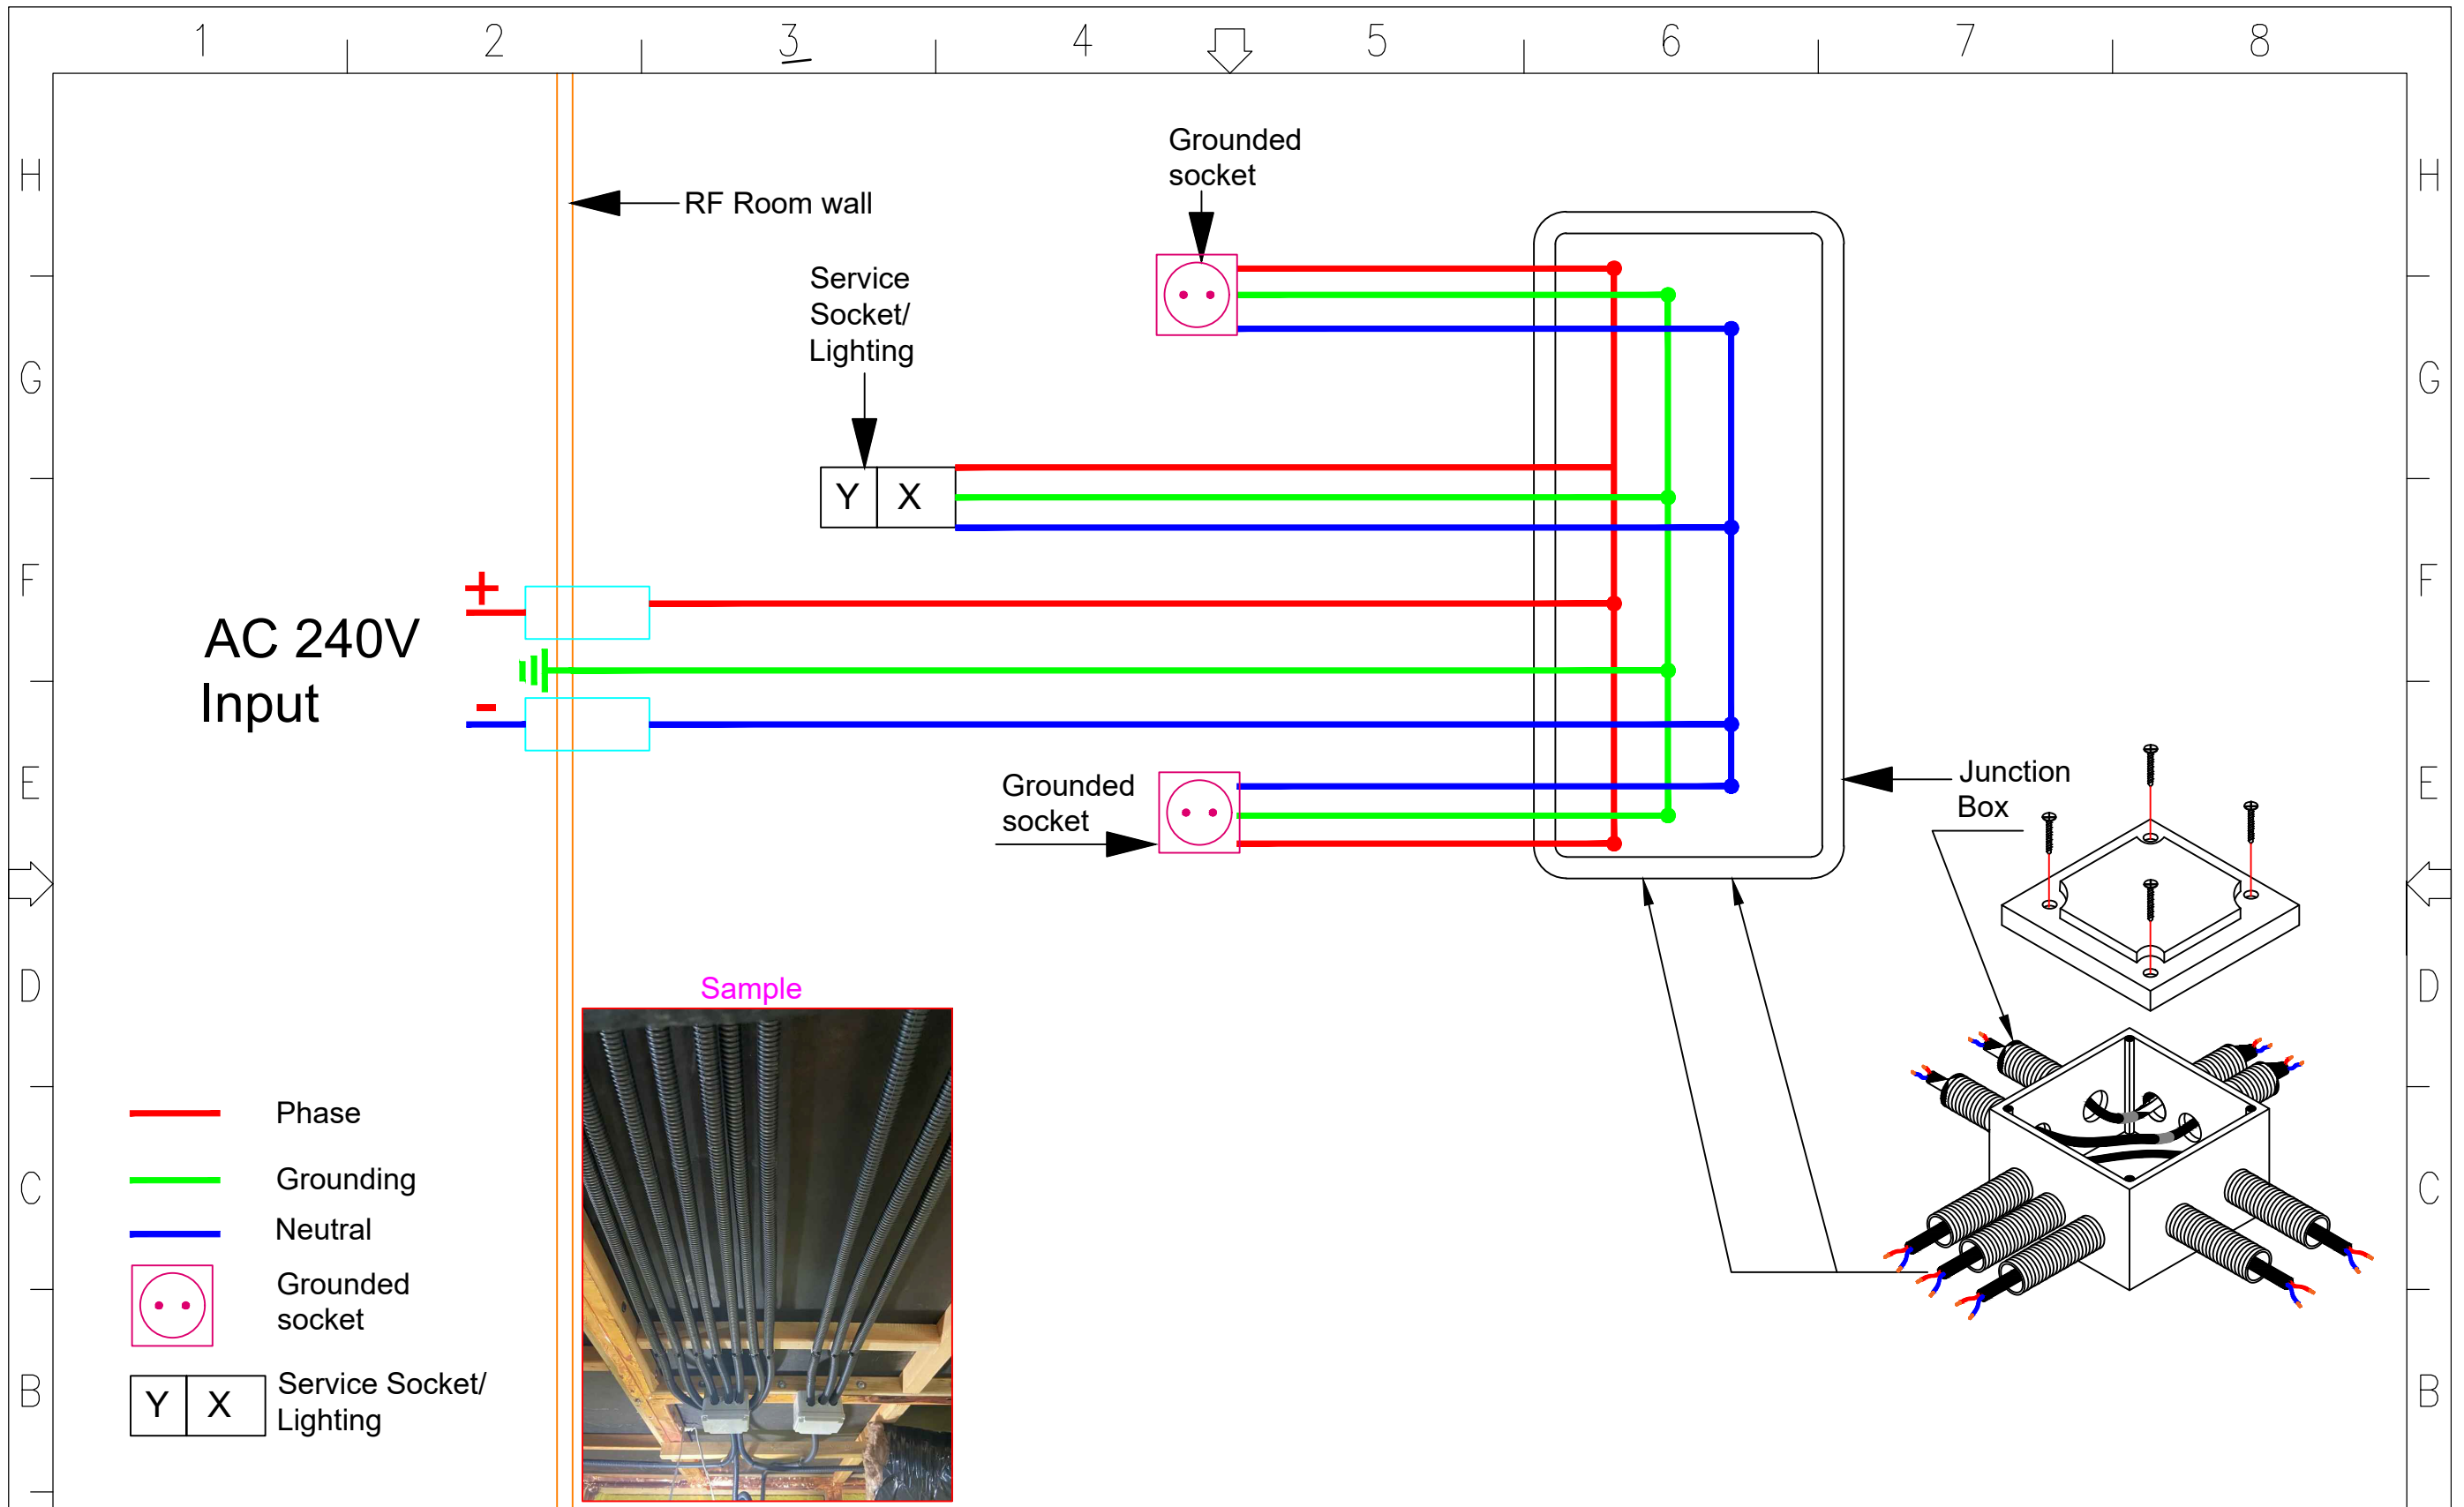 1 2 3 4 5 6 7 8
H H
Grounded
socket
RF Room wall
Service
Socket/
Lighting
G G
Y X
F F
+
AC 240V
Input
-
Grounded
socket
Junction
Box
E E
Sample
D D
Phase
Grounding
Neutral
C C
Grounded
socket
Y X
Service Socket/
Lighting
B B